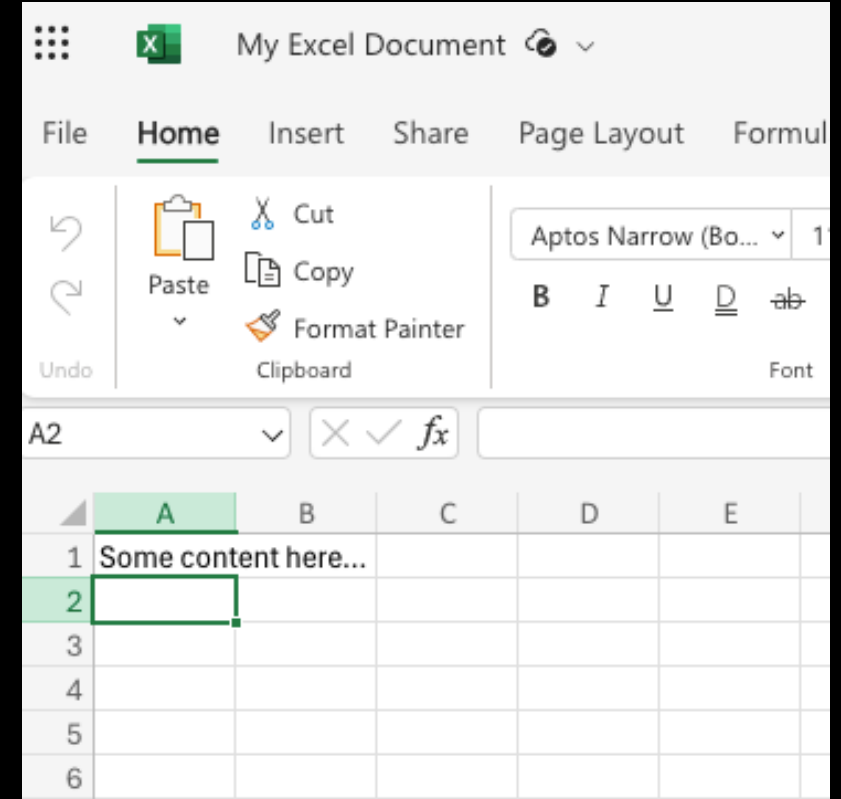 My Excel Document
File Home Insert Share Page Layout Formul
Cut
Copy
Paste
Format Painter
Undo
Clipboard
Aptos Narrow (Bo...
B I U D ab
Font
A2
fx
A B C D E
1 Some content here...
2
3
4
5
6